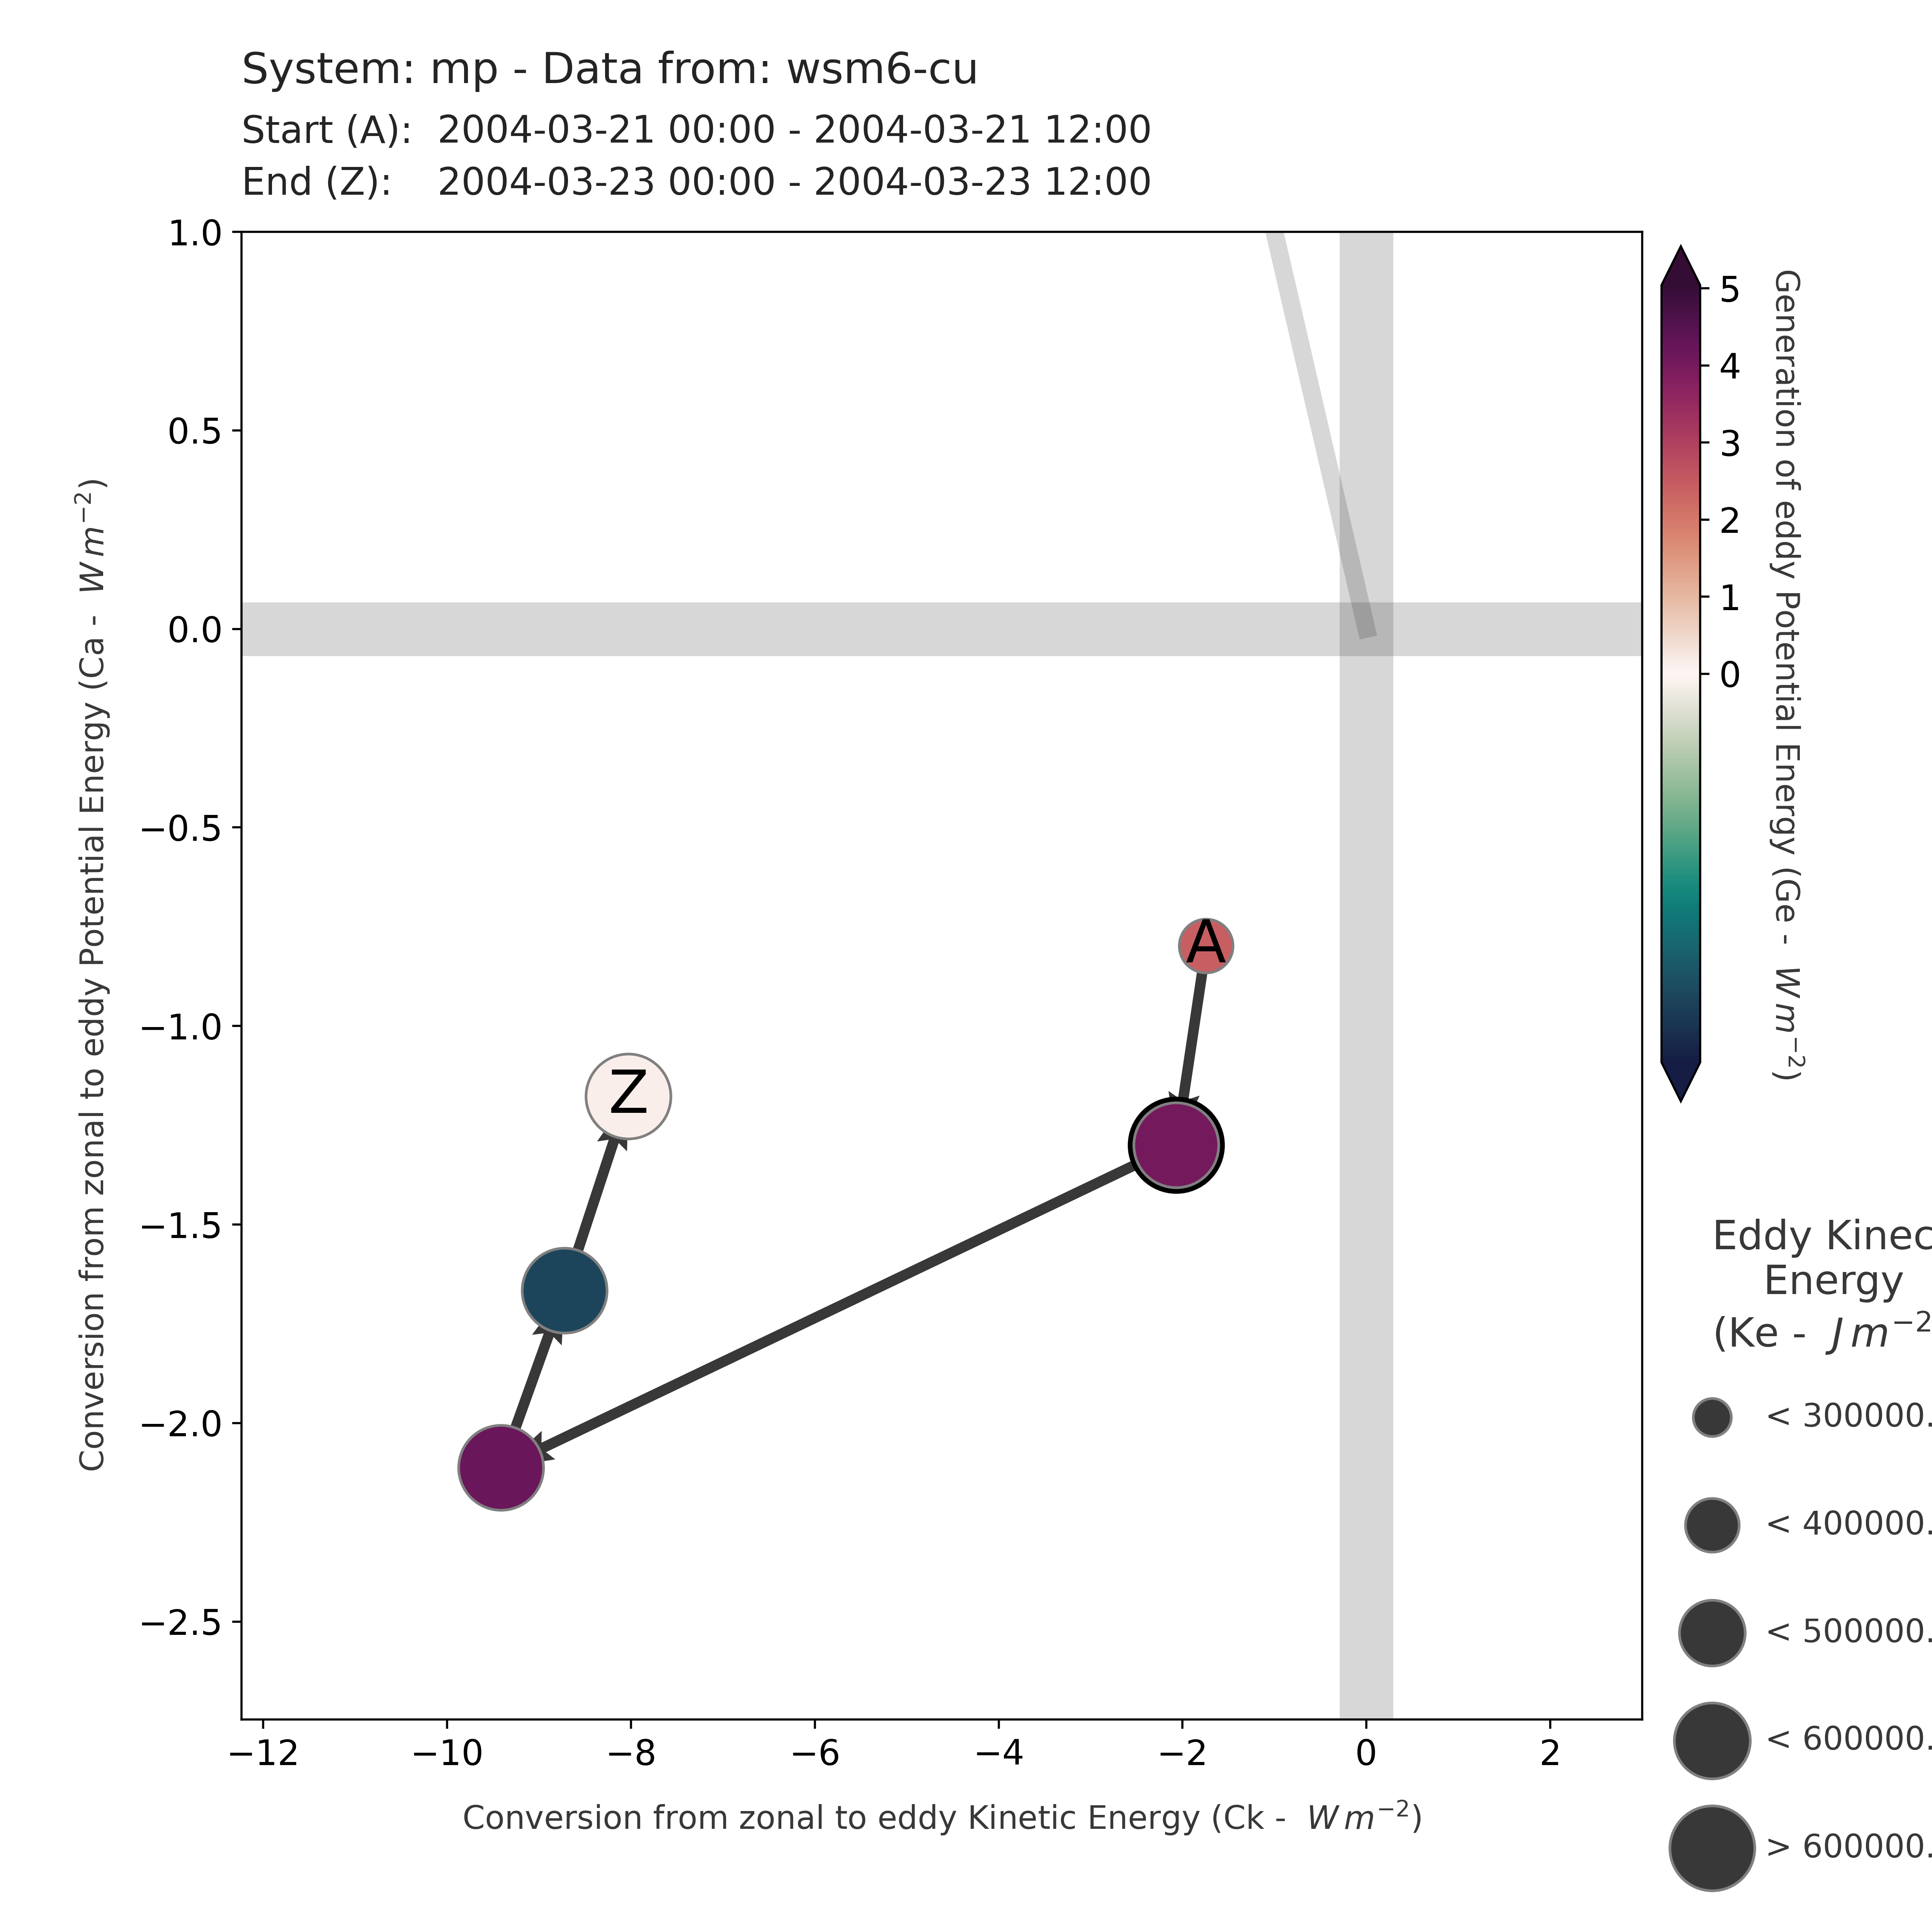 System: mp - Data from: wsm6-cu
Start (A): 2004-03-21 00:00 - 2004-03-21 12:00
End (Z): 2004-03-23 00:00 - 2004-03-23 12:00
1.0
0.5
0.0
−0.5
−1.0
−1.5
−2.0
−2.5
Conversion from zonal to eddy Potential Energy (Ca - W m⁻²)
A
Z
−12
−10
−8
−6
−4
−2
0
2
Conversion from zonal to eddy Kinetic Energy (Ck - W m⁻²)
5
4
3
2
1
0
Generation of eddy Potential Energy (Ge - W m⁻²)
Eddy Kinec
Energy
(Ke - J m⁻²
< 300000.
< 400000.
< 500000.
< 600000.
> 600000.